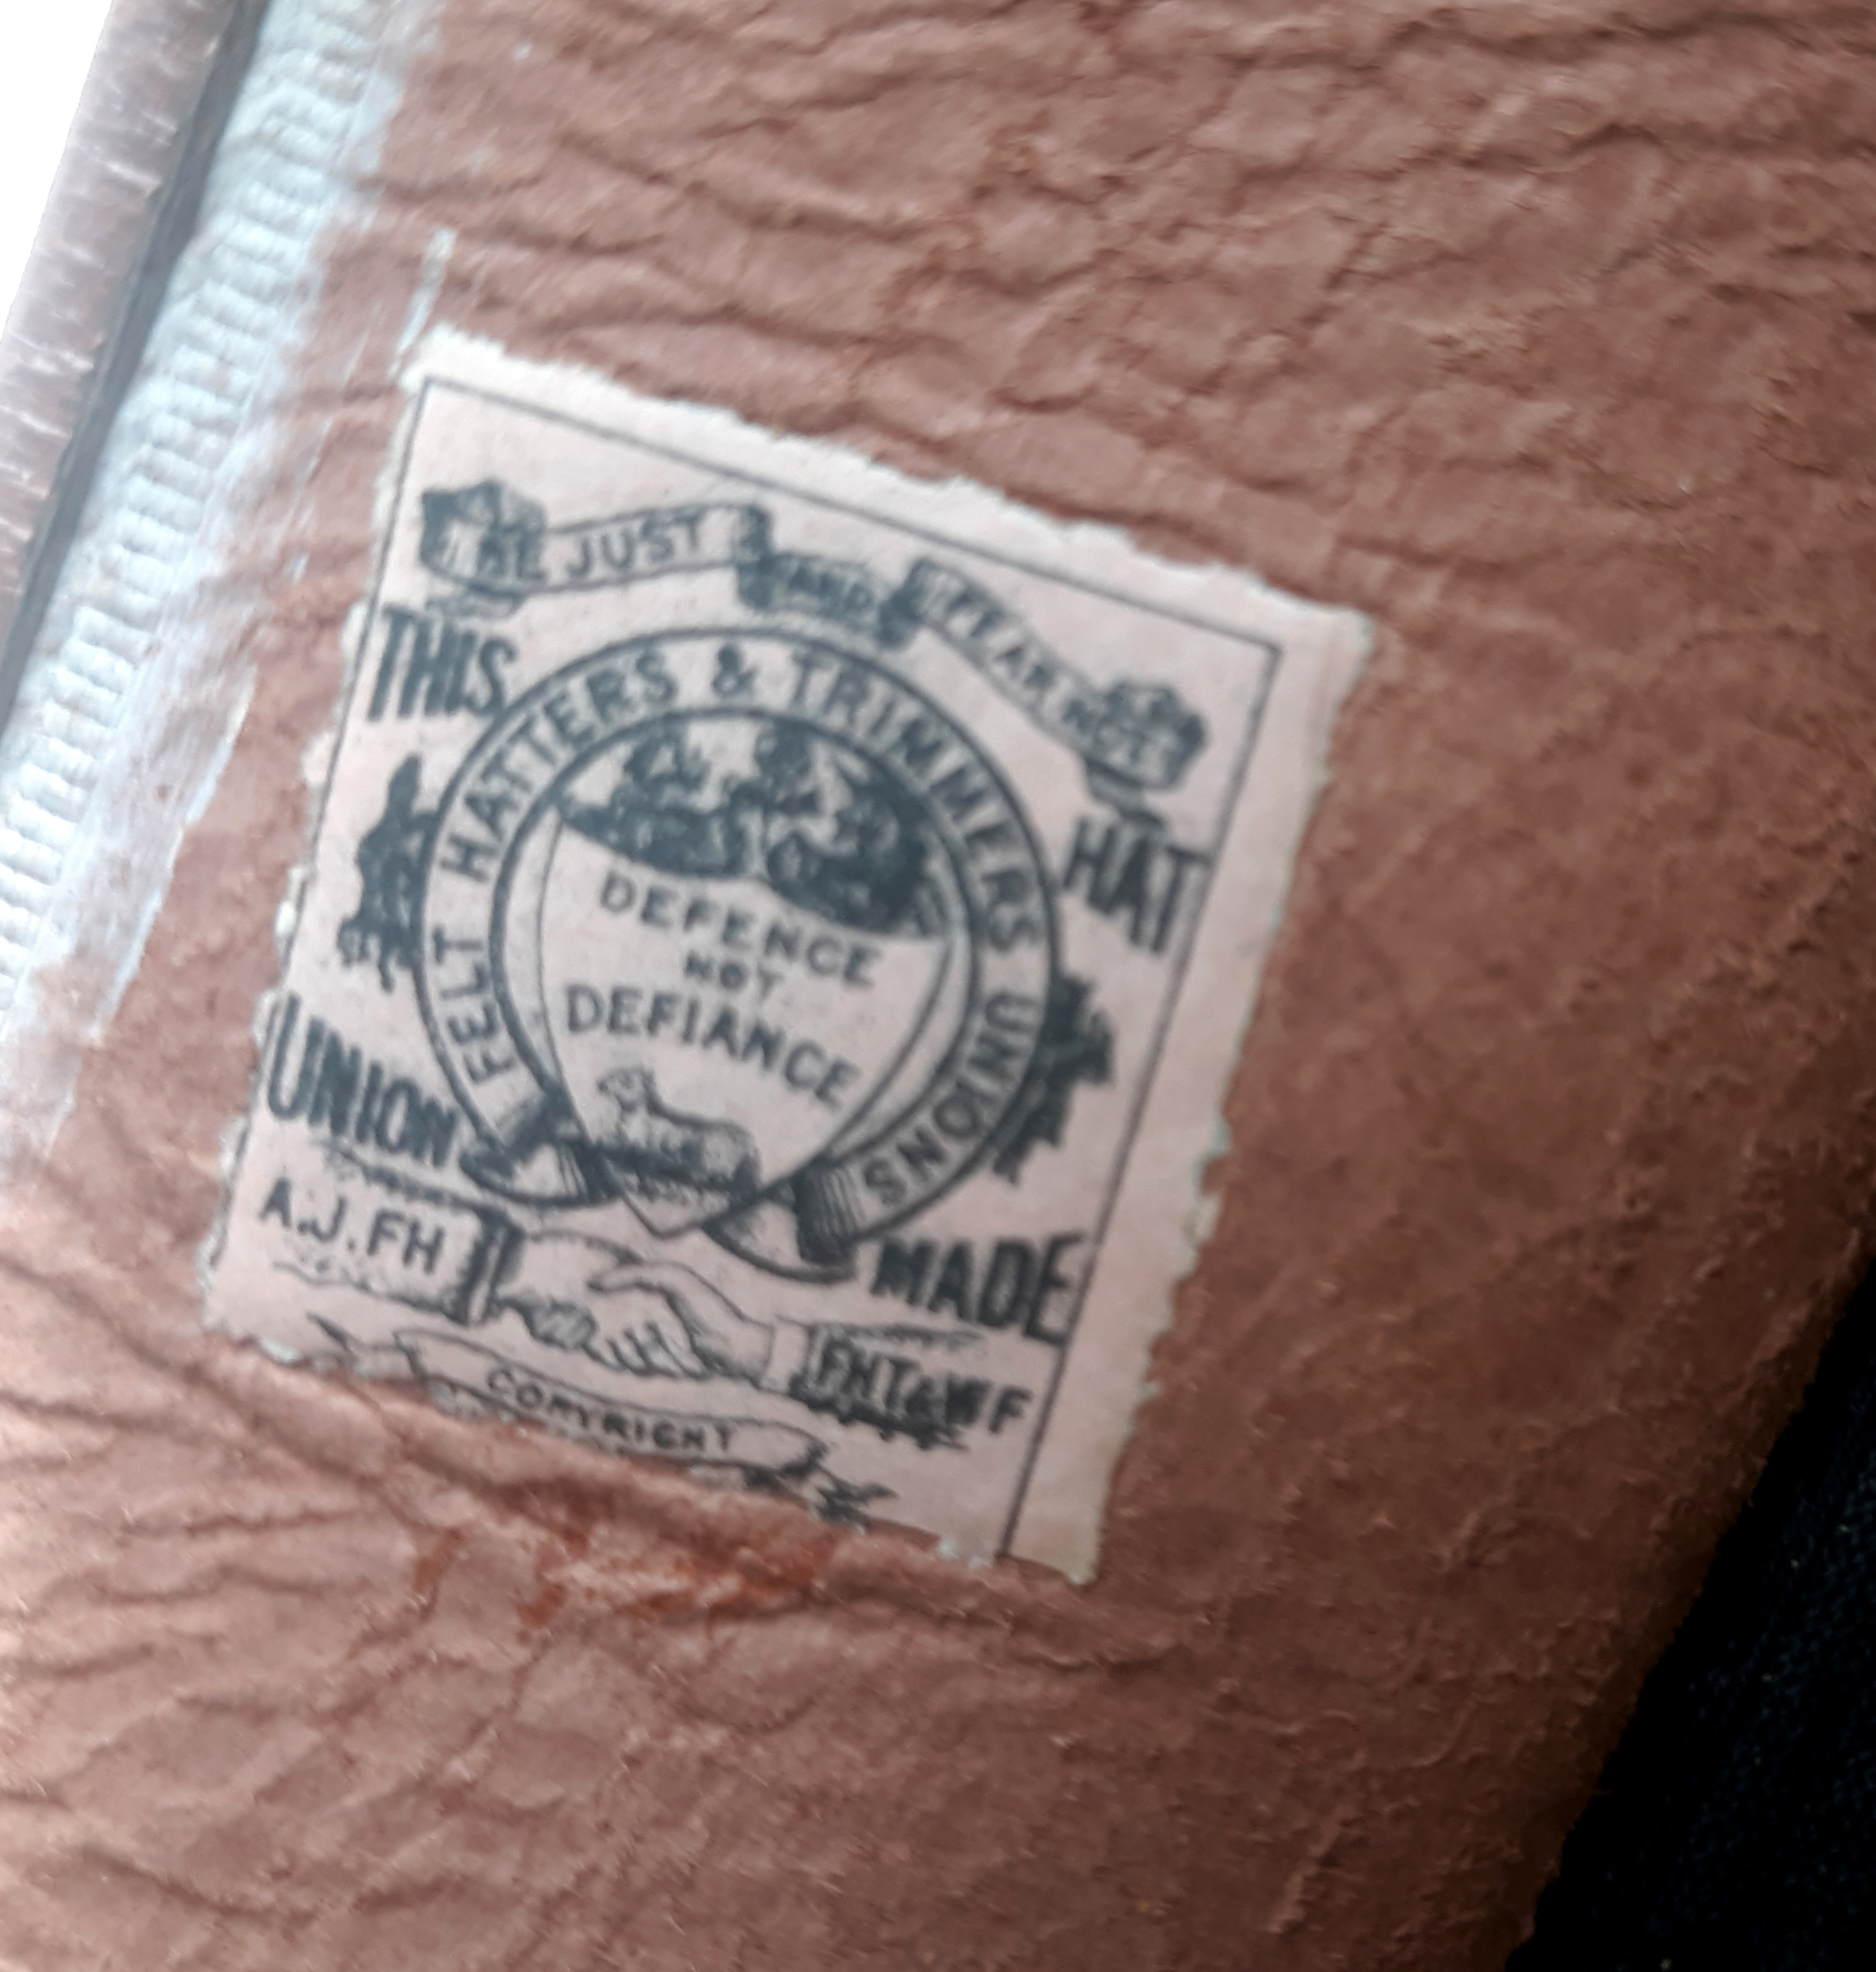 BE JUST AND FEAR NOT
THIS HAT
FELT HATTERS & TRIMMERS UNIONS
DEFENCE
NOT
DEFIANCE
UNION MADE
A.J.FH
FHT&WF
COPYRIGHT